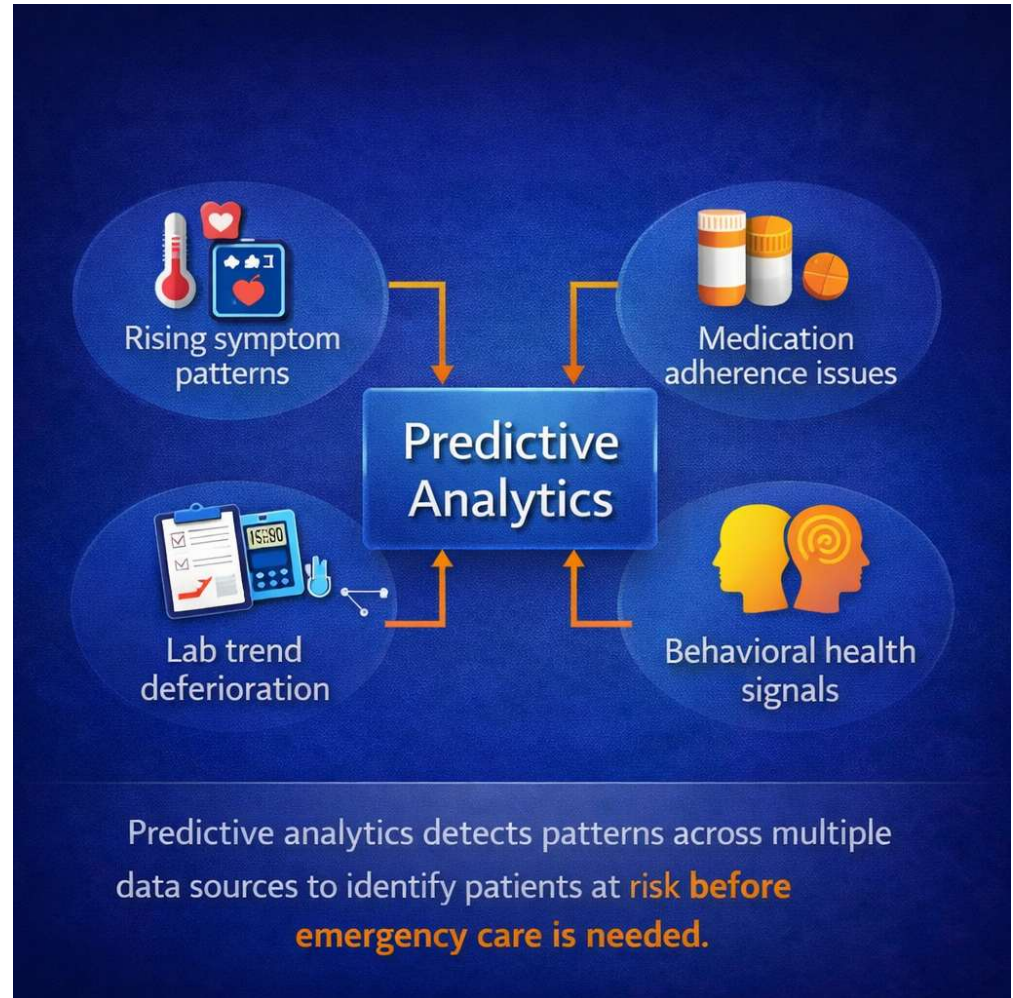 Rising symptom
patterns
Medication
adherence issues
Predictive
Analytics
Lab trend
deferioration
Behavioral health
signals
Predictive analytics detects patterns across multiple
data sources to identify patients at risk before
emergency care is needed.